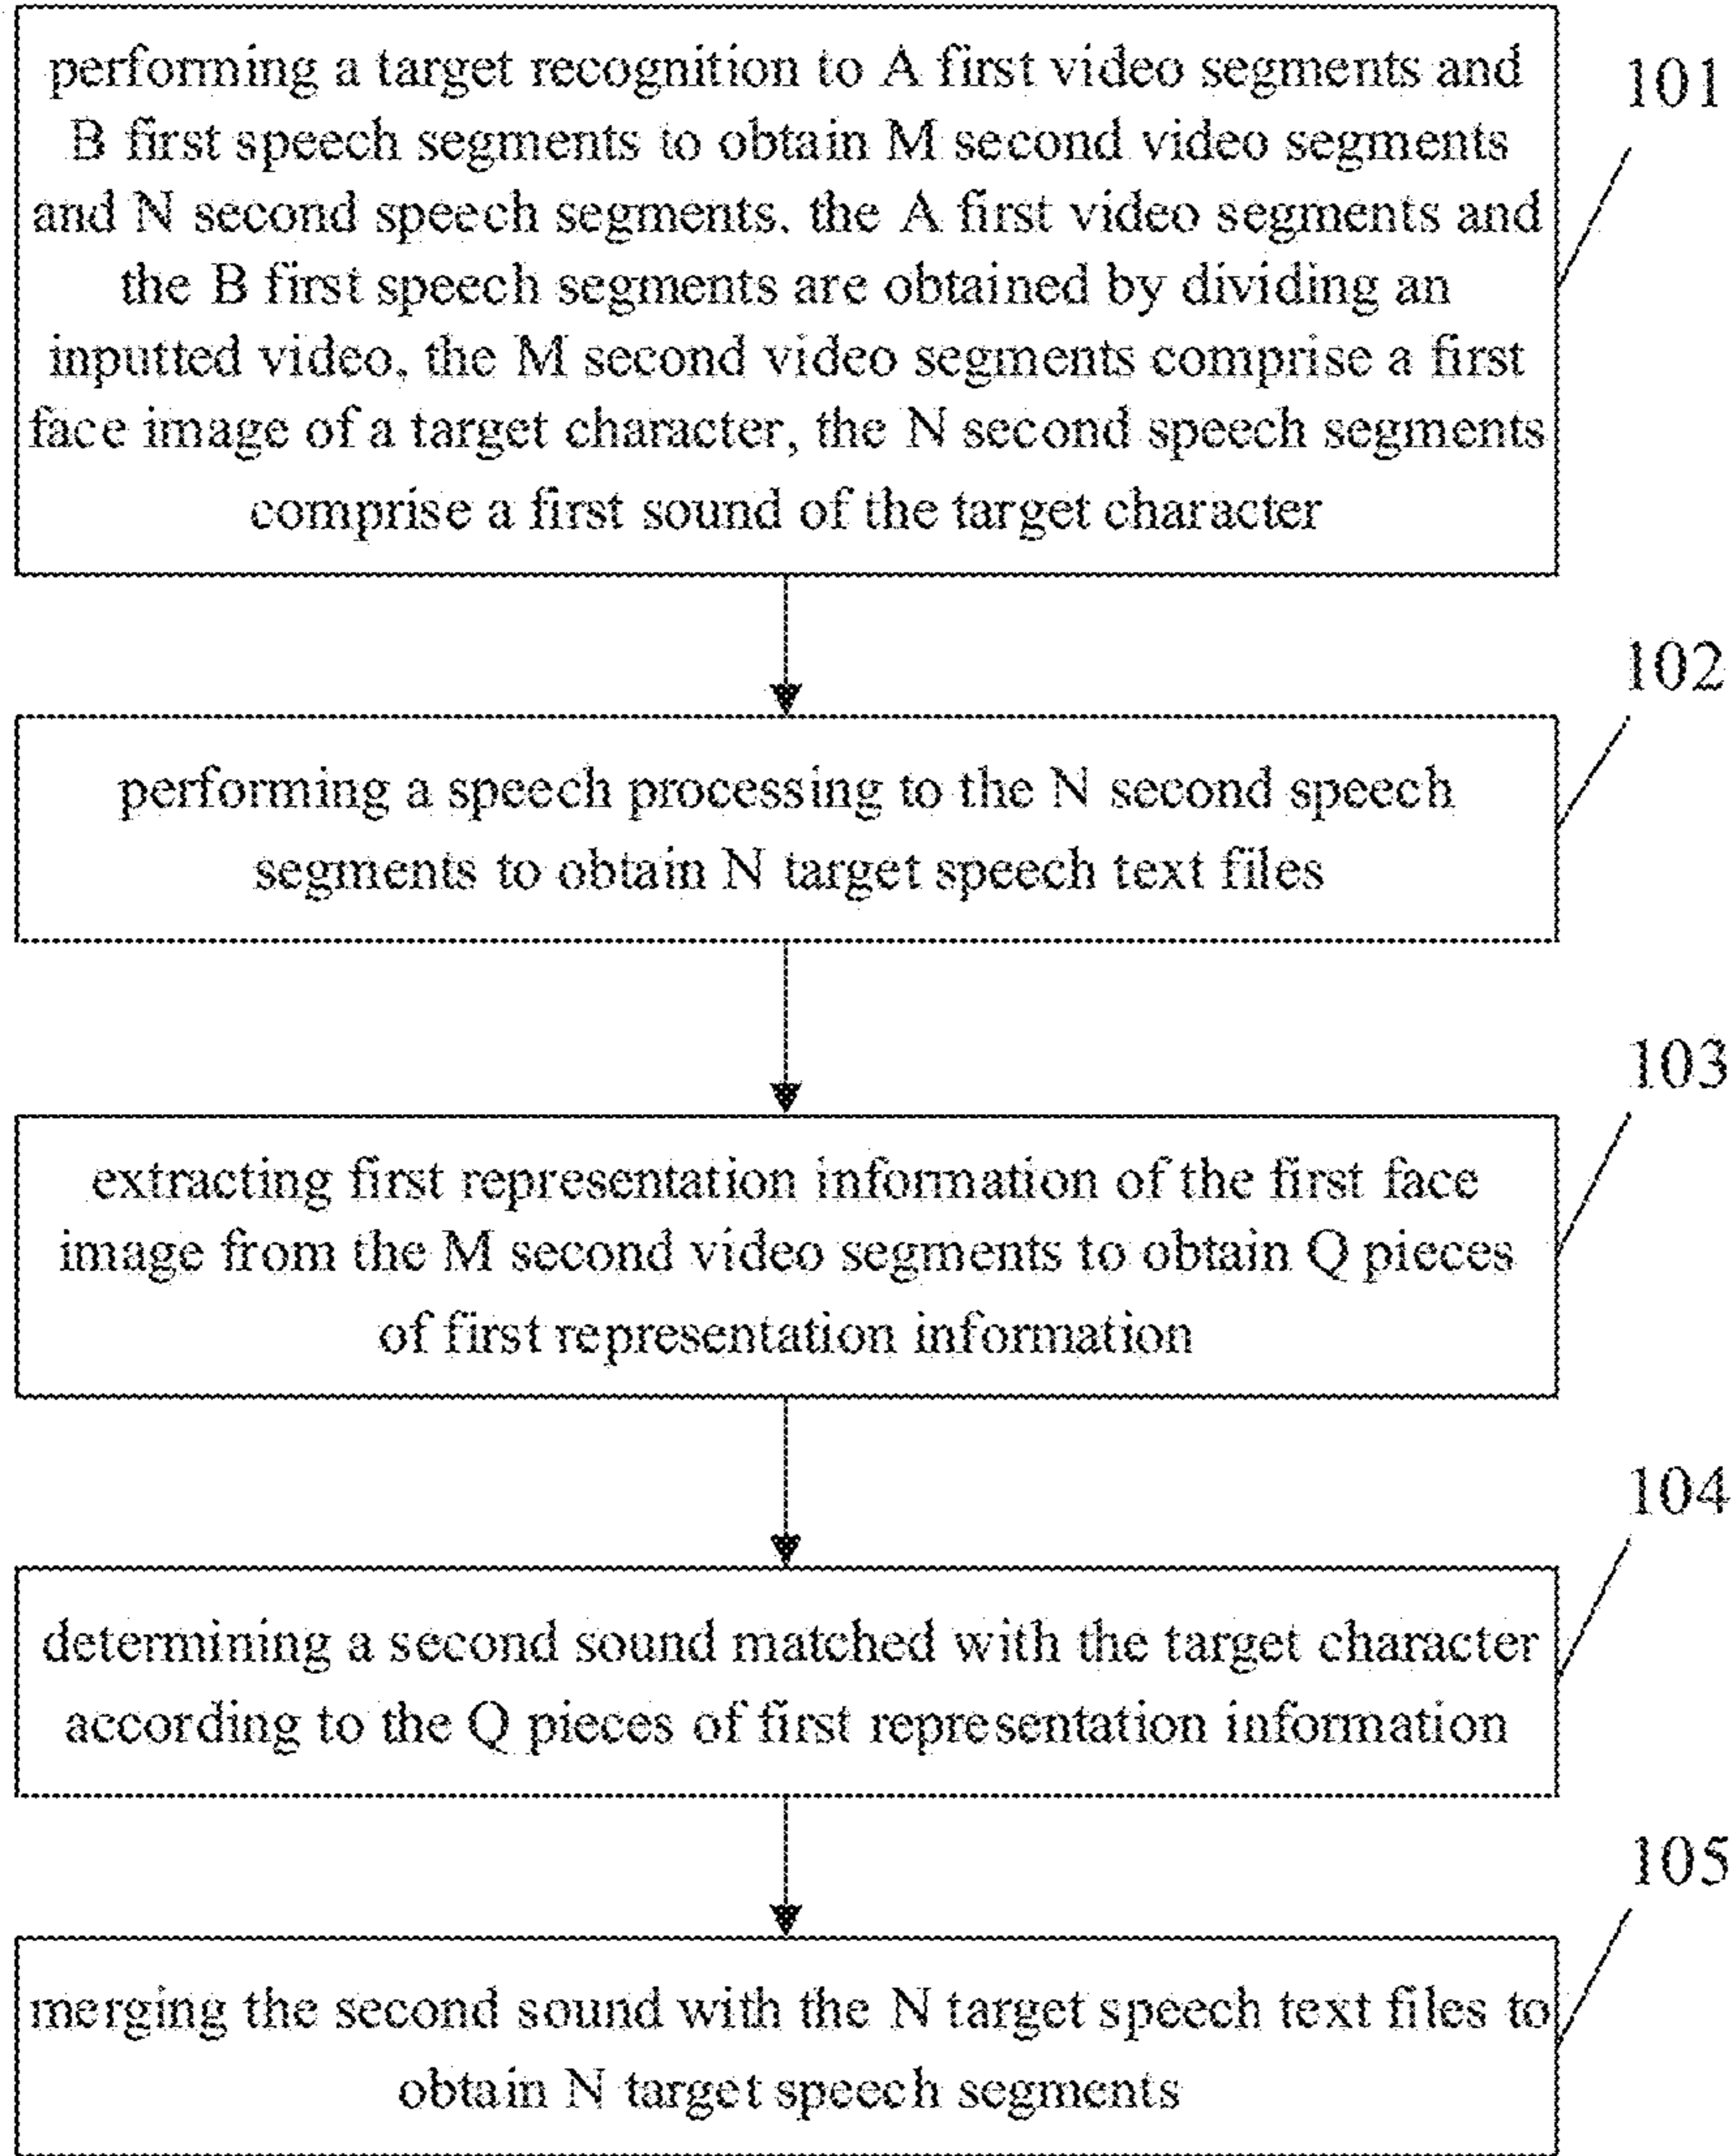 performing a target recognition to A first video segments and
101
B first speech segments to obtain M second video segments
and N second speech segments. the A first video segments and
the B first speech segments are obtained by dividing an
inputted video, the M second video segments comprise a first
face image of a target character, the N second speech segments
comprise a first sound of the target character
102
performing a speech processing to the N second speech
segments to obtain N target speech text files
103
extracting first representation information of the first face
image from the M second video segments to obtain Q pieces
of first representation information
104
determining a second sound matched with the target character
according to the Q pieces of first representation information
105
merging the second sound with the N target speech text files to
obtain N target speech segments